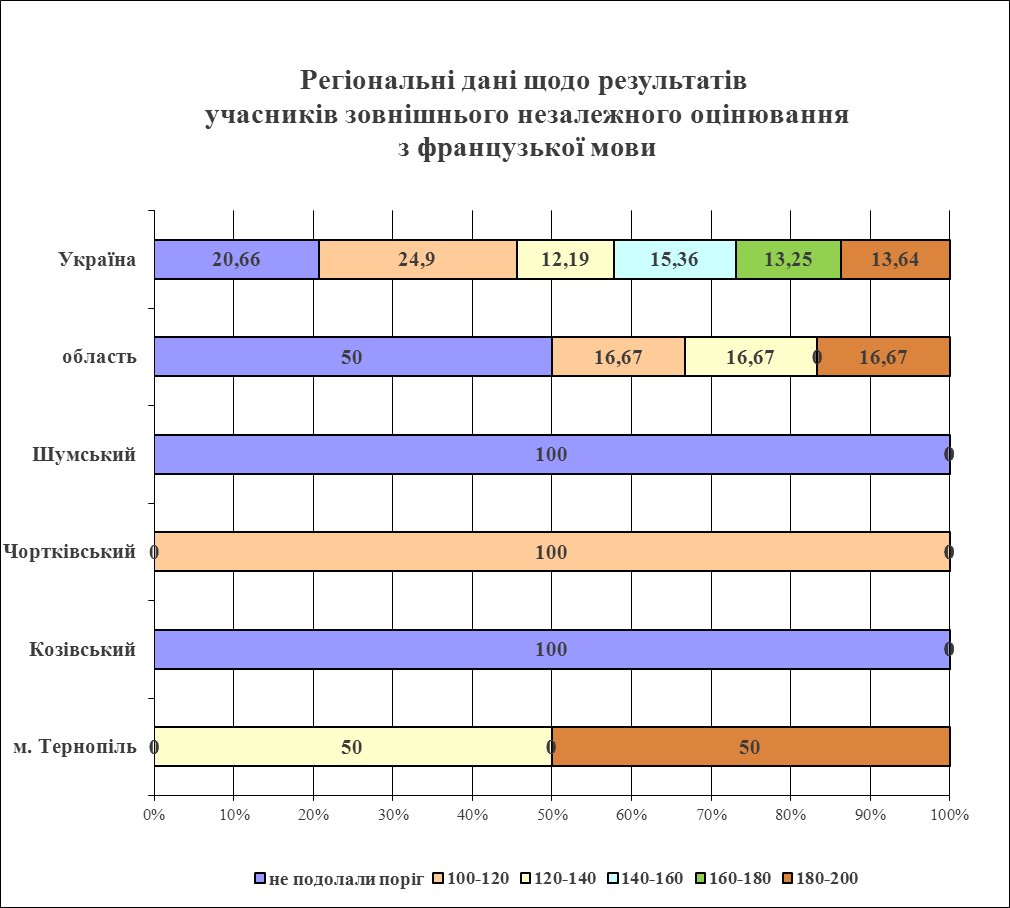 Регіональні дані щодо результатів
учасників зовнішнього незалежного оцінювання
з французької мови
Україна 20,66 24,9 12,19 15,36 13,25 13,64
область 50 16,67 16,67 0 16,67
Шумський 100 0
Чортківський 0 100 0
Козівський 100 0
м. Тернопіль 0 50 0 50
0% 10% 20% 30% 40% 50% 60% 70% 80% 90% 100%
не подолали поріг 100-120 120-140 140-160 160-180 180-200